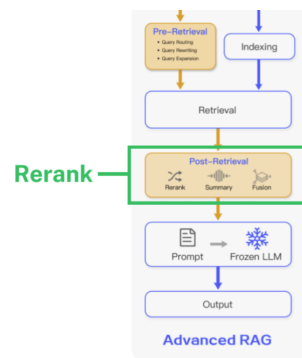 Pre-Retrieval
• Query Routing
• Query Rewriting
• Query Expansion
Indexing
Retrieval
Rerank
Post-Retrieval
Rerank Summary Fusion
Prompt Frozen LLM
Output
Advanced RAG